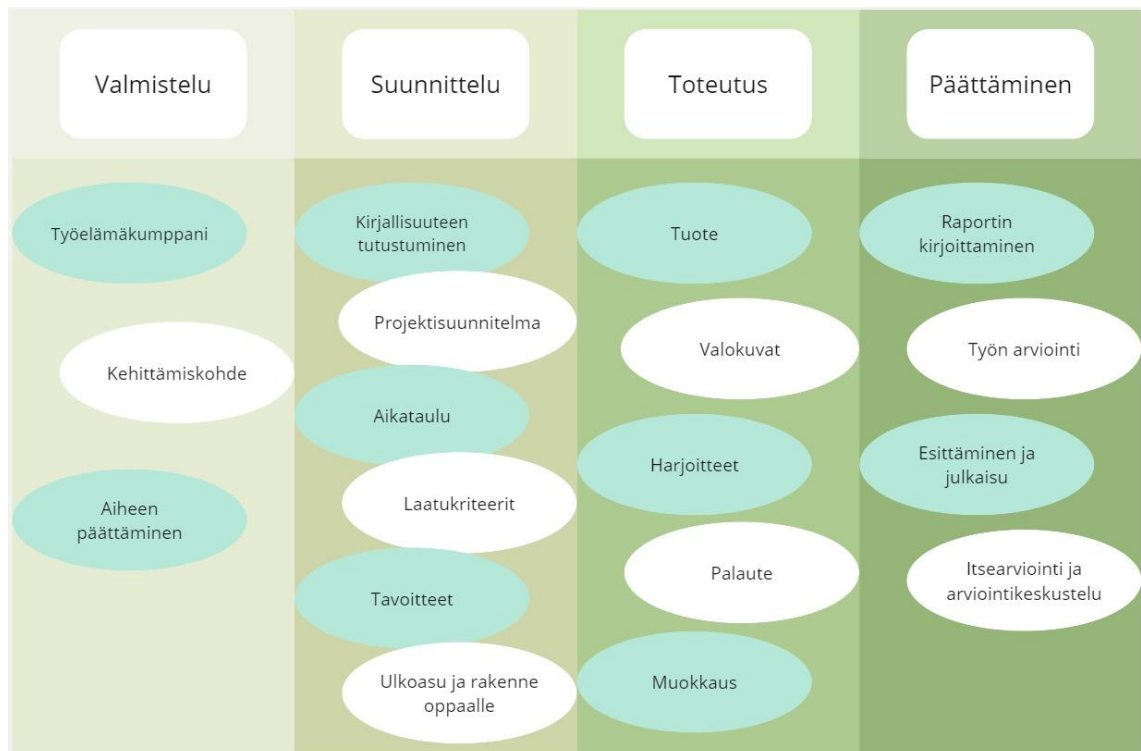 Valmistelu
Suunnittelu
Toteutus
Päättäminen
Työelämäkumppani
Kehittämiskohde
Aiheen
päättäminen
Kirjallisuuteen
tutustuminen
Projektisuunnitelma
Aikataulu
Laatukriteerit
Tavoitteet
Ulkoasu ja rakenne
oppaalle
Tuote
Valokuvat
Harjoitteet
Palaute
Muokkaus
Raportin
kirjoittaminen
Työn arviointi
Esittäminen ja
julkaisu
Itsearviointi ja
arviointikeskustelu